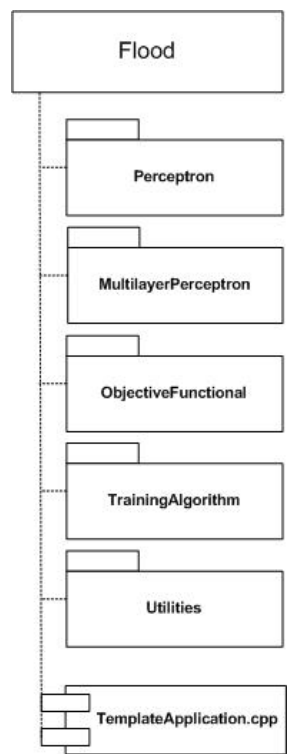 Flood
Perceptron
MultilayerPerceptron
ObjectiveFunctional
TrainingAlgorithm
Utilities
TemplateApplication.cpp